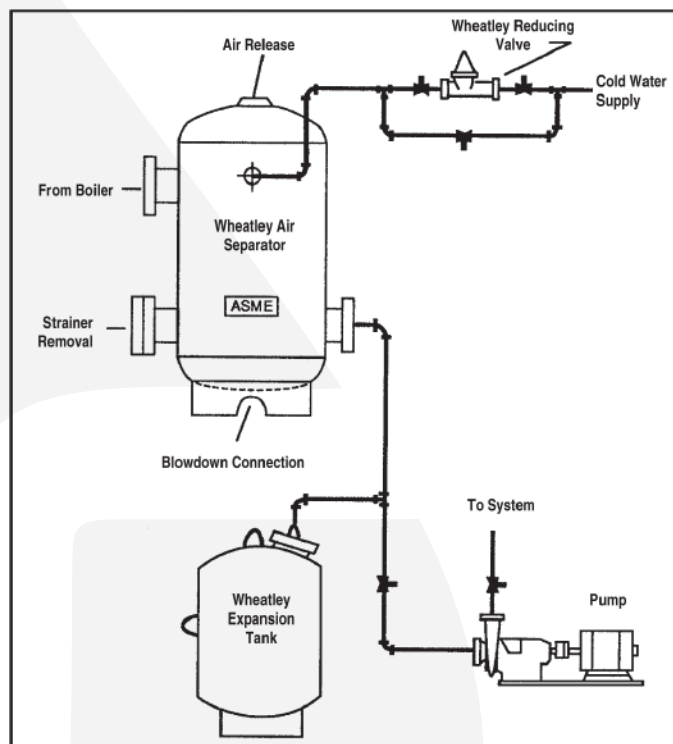 Air Release
Wheatley Reducing
Valve
Cold Water
Supply
From Boiler
Wheatley Air
Separator
ASME
Strainer
Removal
Blowdown Connection
To System
Wheatley
Expansion
Tank
Pump